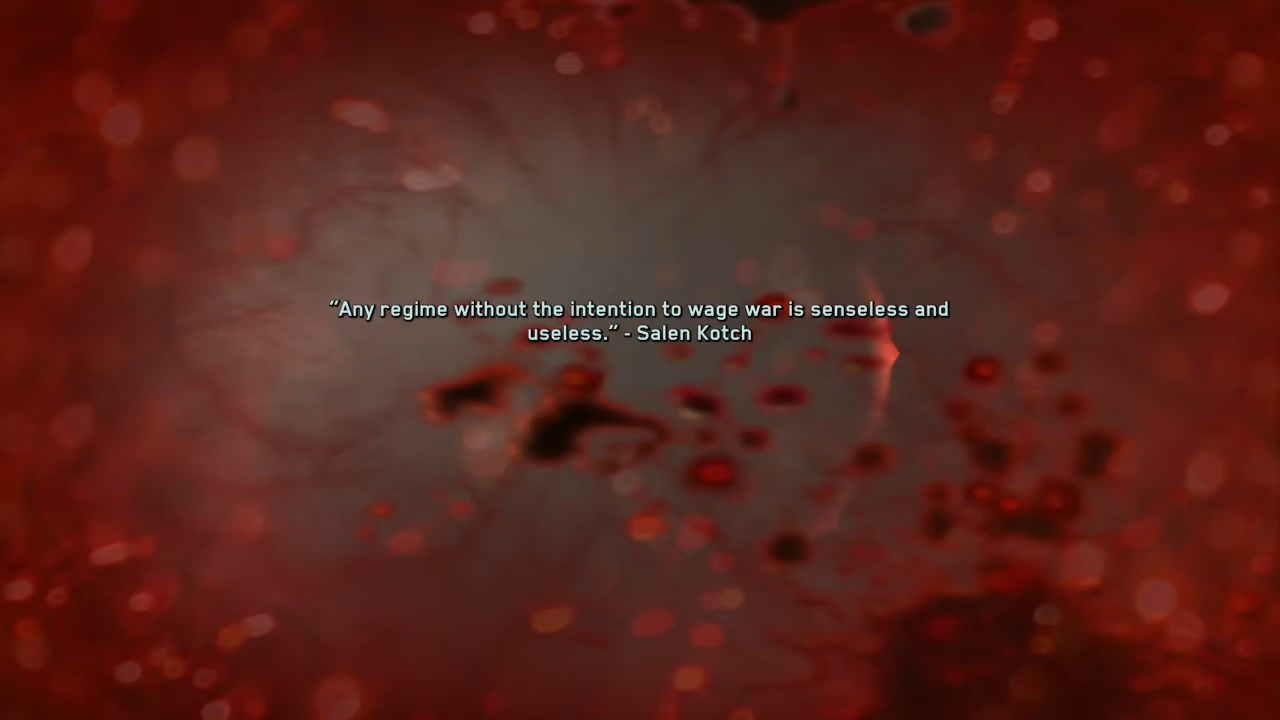 “Any regime without the intention to wage war is senseless and
useless.“ - Salen Kotch